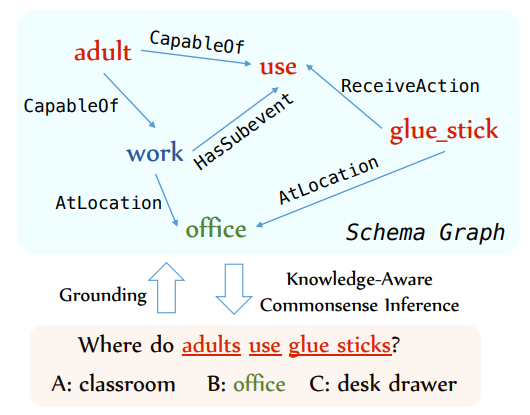 adult
CapableOf
use
ReceiveAction
CapableOf
glue_stick
HasSubevent
work
AtLocation
AtLocation
office
Schema Graph
Grounding
Knowledge-Aware
Commonsense Inference
Where do adults use glue sticks?
A: classroom B: office C: desk drawer